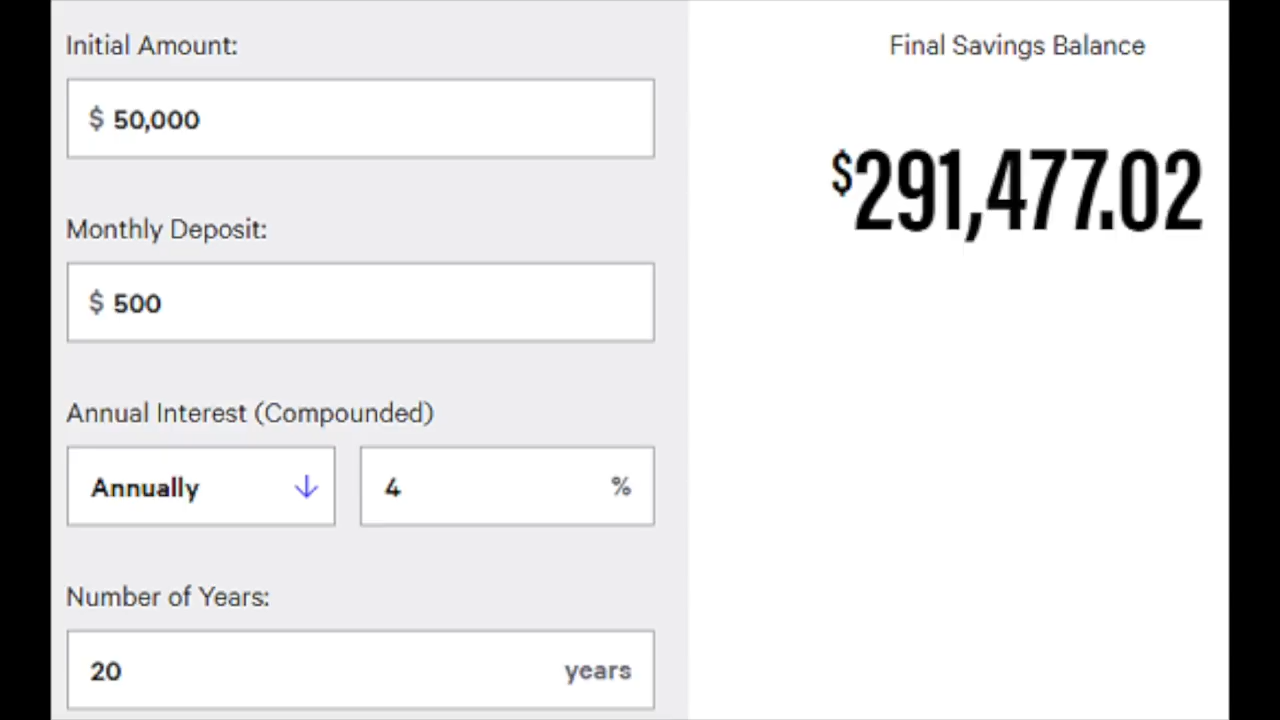 Initial Amount:
$ 50,000
Monthly Deposit:
$ 500
Annual Interest (Compounded)
Annually ↓ 4 %
Number of Years:
20 years
Final Savings Balance
$291,477.02